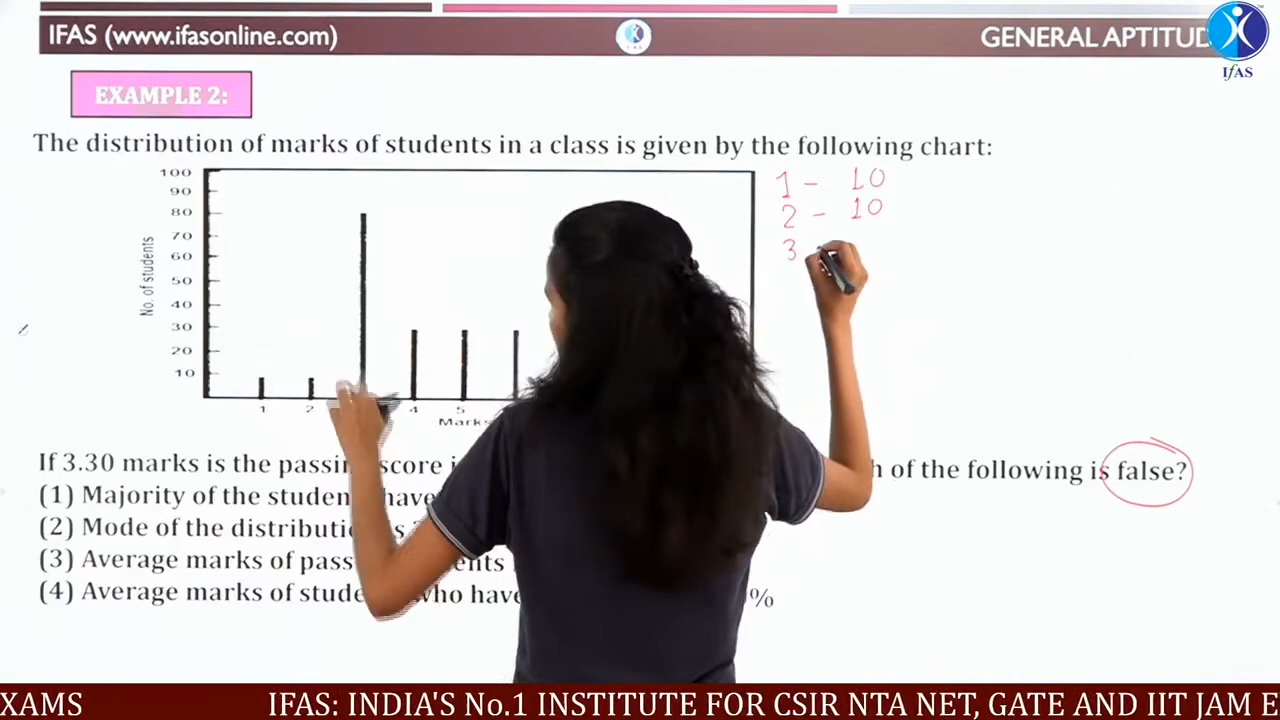 IFAS (www.ifasonline.com)
GENERAL APTITUD
IfAS
EXAMPLE 2:
The distribution of marks of students in a class is given by the following chart:
100
90
80
70
60
50
40
30
20
10
No. of students
1 2 4 5
Marks
1 - 10
2 - 10
3
If 3.30 marks is the passing score of the following is false?
(1) Majority of the student have
(2) Mode of the distributi
(3) Average marks of pass ents
(4) Average marks of stude who have %
XAMS IFAS: INDIA'S No.1 INSTITUTE FOR CSIR NTA NET, GATE AND IIT JAM E